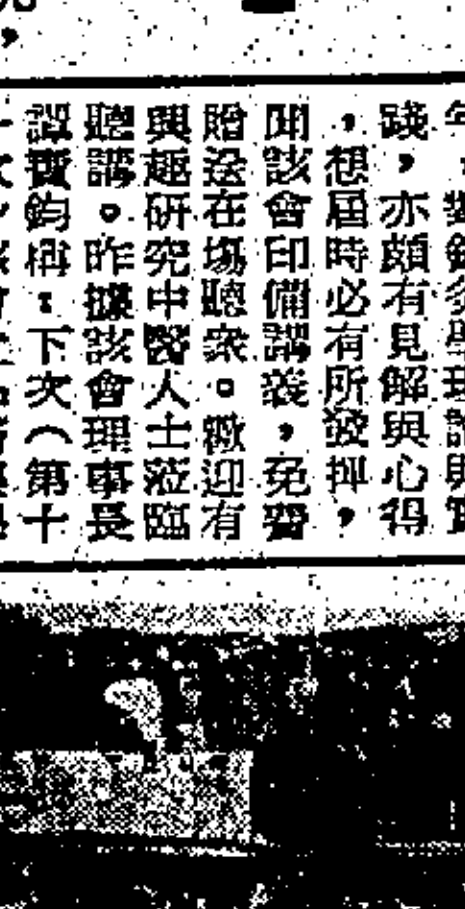 踐，亦頗有見解與心得
，想屆時必有所發揮，
聞該會印備講義，免費
贈送在塲聽衆。歡迎有
興趣研究中醫人士蒞臨
聽講。昨據該會理事長
譚寶鈞稱：下次（第十